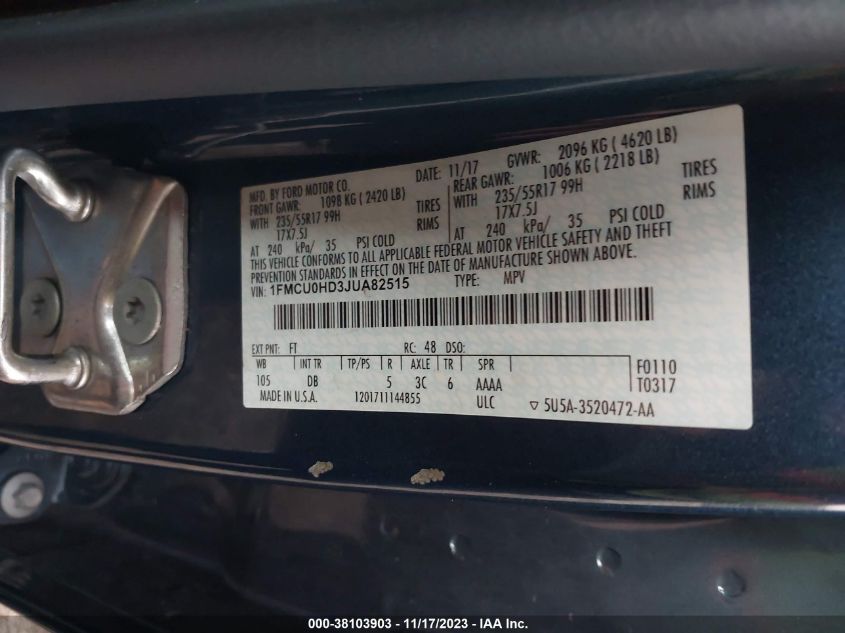 MFD. BY FORD MOTOR CO.
DATE: 11/17 GVWR: 2096 KG ( 4620 LB)
FRONT GAWR: 1098 KG ( 2420 LB) REAR GAWR: 1006 KG ( 2218 LB)
WITH 235/55R17 99H TIRES WITH 235/55R17 99H TIRES
17X7.5J RIMS 17X7.5J RIMS
AT 240 kPa/ 35 PSI COLD AT 240 kPa/ 35 PSI COLD
THIS VEHICLE CONFORMS TO ALL APPLICABLE FEDERAL MOTOR VEHICLE SAFETY AND THEFT
PREVENTION STANDARDS IN EFFECT ON THE DATE OF MANUFACTURE SHOWN ABOVE.
VIN: 1FMCU0HD3JUA82515 TYPE: MPV
EXT PNT: FT RC: 48 DSO:
WB INT TR TP/PS R AXLE TR SPR F0110
105 DB 5 3C 6 AAAA T0317
MADE IN U.S.A. 1201711144855 ULC ▽ 5U5A-3520472-AA
000-38103903 - 11/17/2023 - IAA Inc.